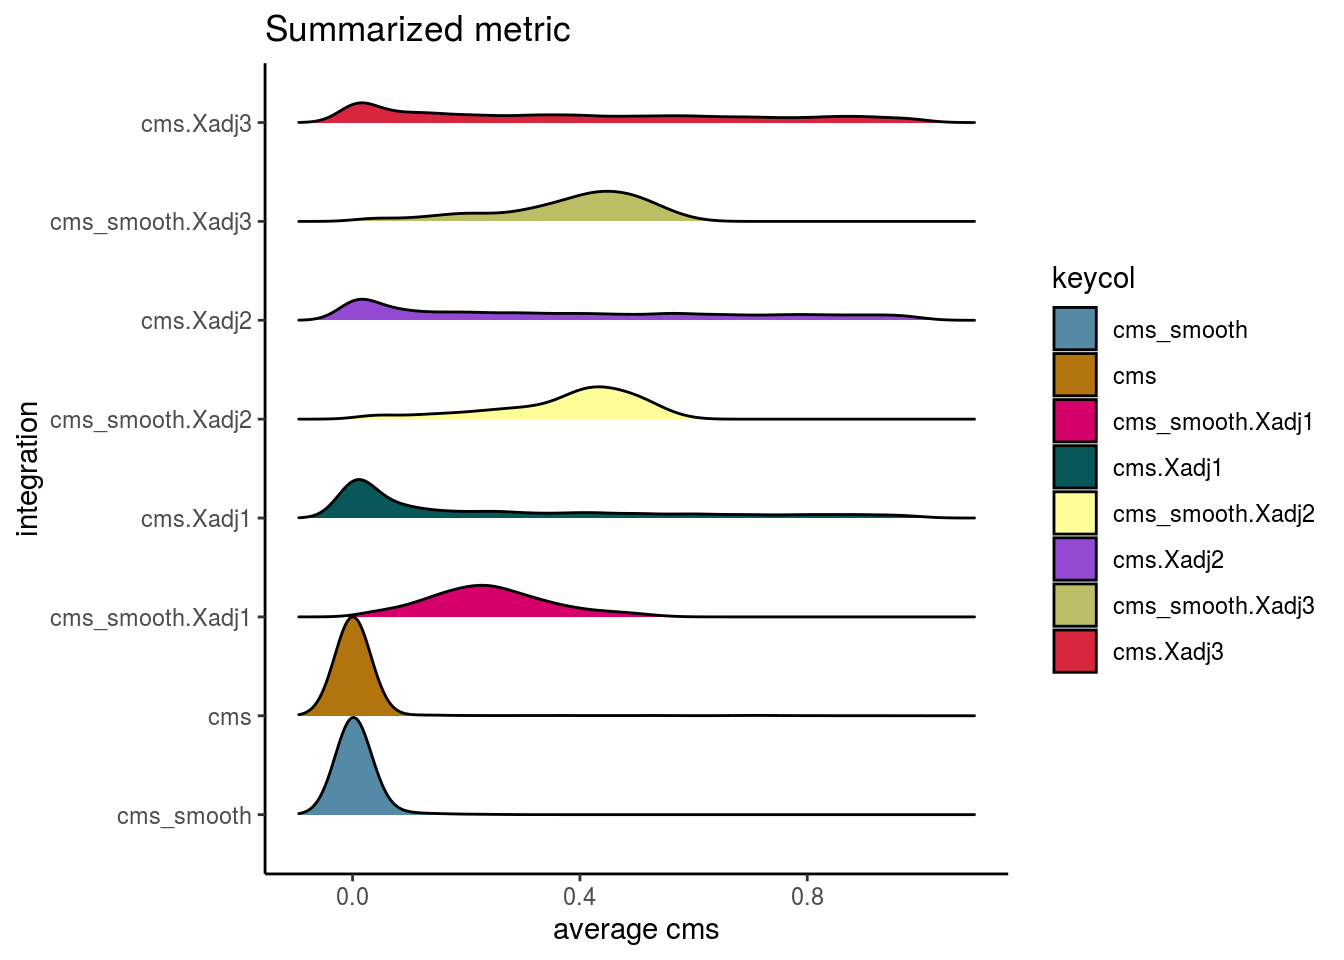 Summarized metric
cms.Xadj3
cms_smooth.Xadj3
cms.Xadj2
cms_smooth.Xadj2
cms.Xadj1
cms_smooth.Xadj1
cms
cms_smooth
integration
0.0
0.4
0.8
average cms
keycol
cms_smooth
cms
cms_smooth.Xadj1
cms.Xadj1
cms_smooth.Xadj2
cms.Xadj2
cms_smooth.Xadj3
cms.Xadj3